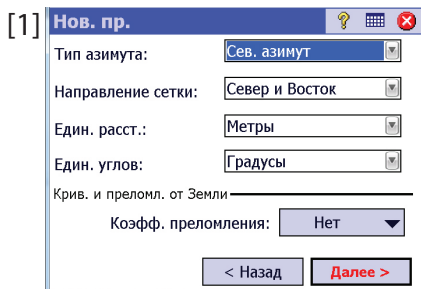 [1] Нов. пр.
Тип азимута: Сев. азимут
Направление сетки: Север и Восток
Един. расст.: Метры
Един. углов: Градусы
Крив. и преломл. от Земли
Коэфф. преломления: Нет
< Назад Далее >